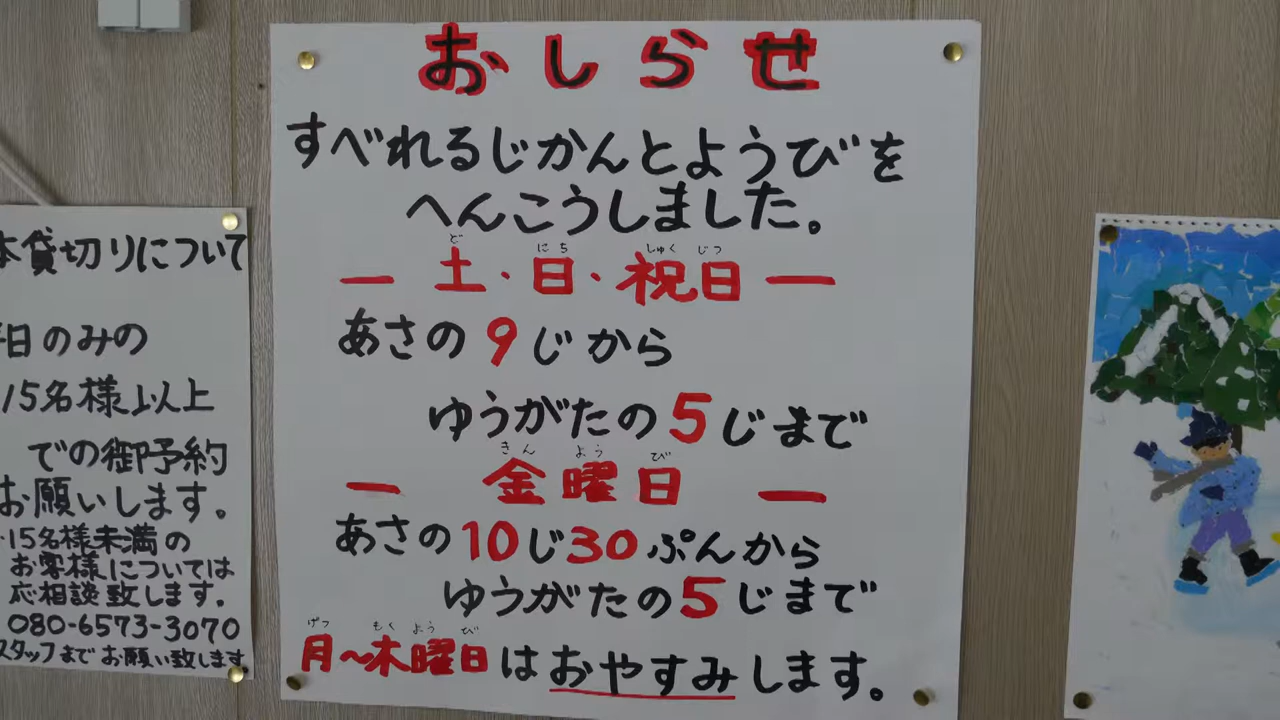 おしらせ
すべれるじかんとようびを
へんこうしました。
ー 土・日・祝日 ー
ど にち しゅく じつ
あさの9じから
ゆうがたの5じまで
ー 金曜日 ー
きん よう び
あさの10じ30ぷんから
ゆうがたの5じまで
月〜木曜日はおやすみします。
げつ もく よう び
本貸切りについて
平日のみの
15名様以上
での御予約
お願いします。
・15名様未満の
お客様については
応相談致します。
080-6573-3070
スタッフまでお願い致します